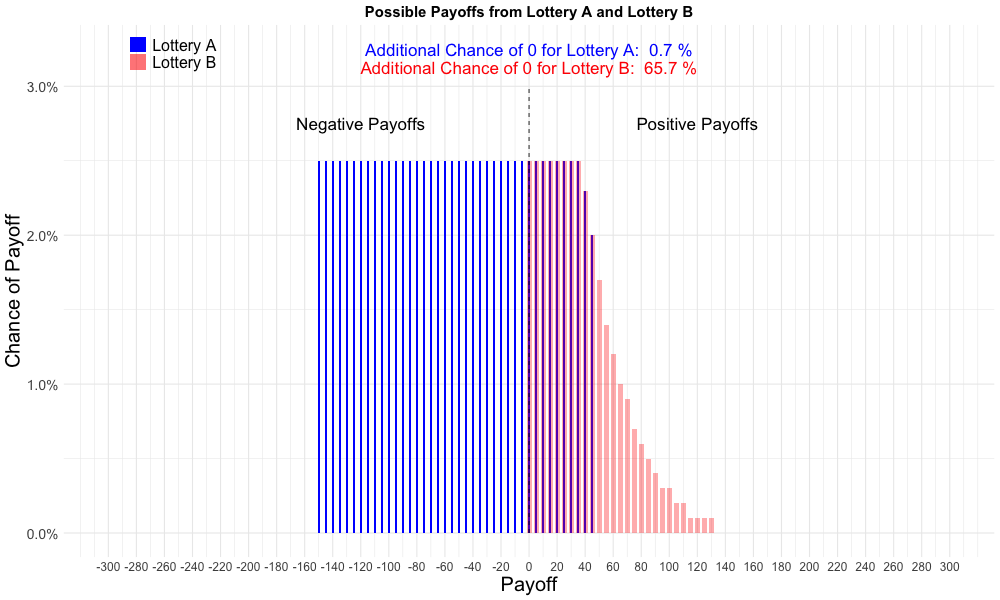 Possible Payoffs from Lottery A and Lottery B
Lottery A
Lottery B
Additional Chance of 0 for Lottery A:  0.7 %
Additional Chance of 0 for Lottery B:  65.7 %
Negative Payoffs
Positive Payoffs
Chance of Payoff
3.0%
2.0%
1.0%
0.0%
-300 -280 -260 -240 -220 -200 -180 -160 -140 -120 -100 -80 -60 -40 -20 0 20 40 60 80 100 120 140 160 180 200 220 240 260 280 300
Payoff